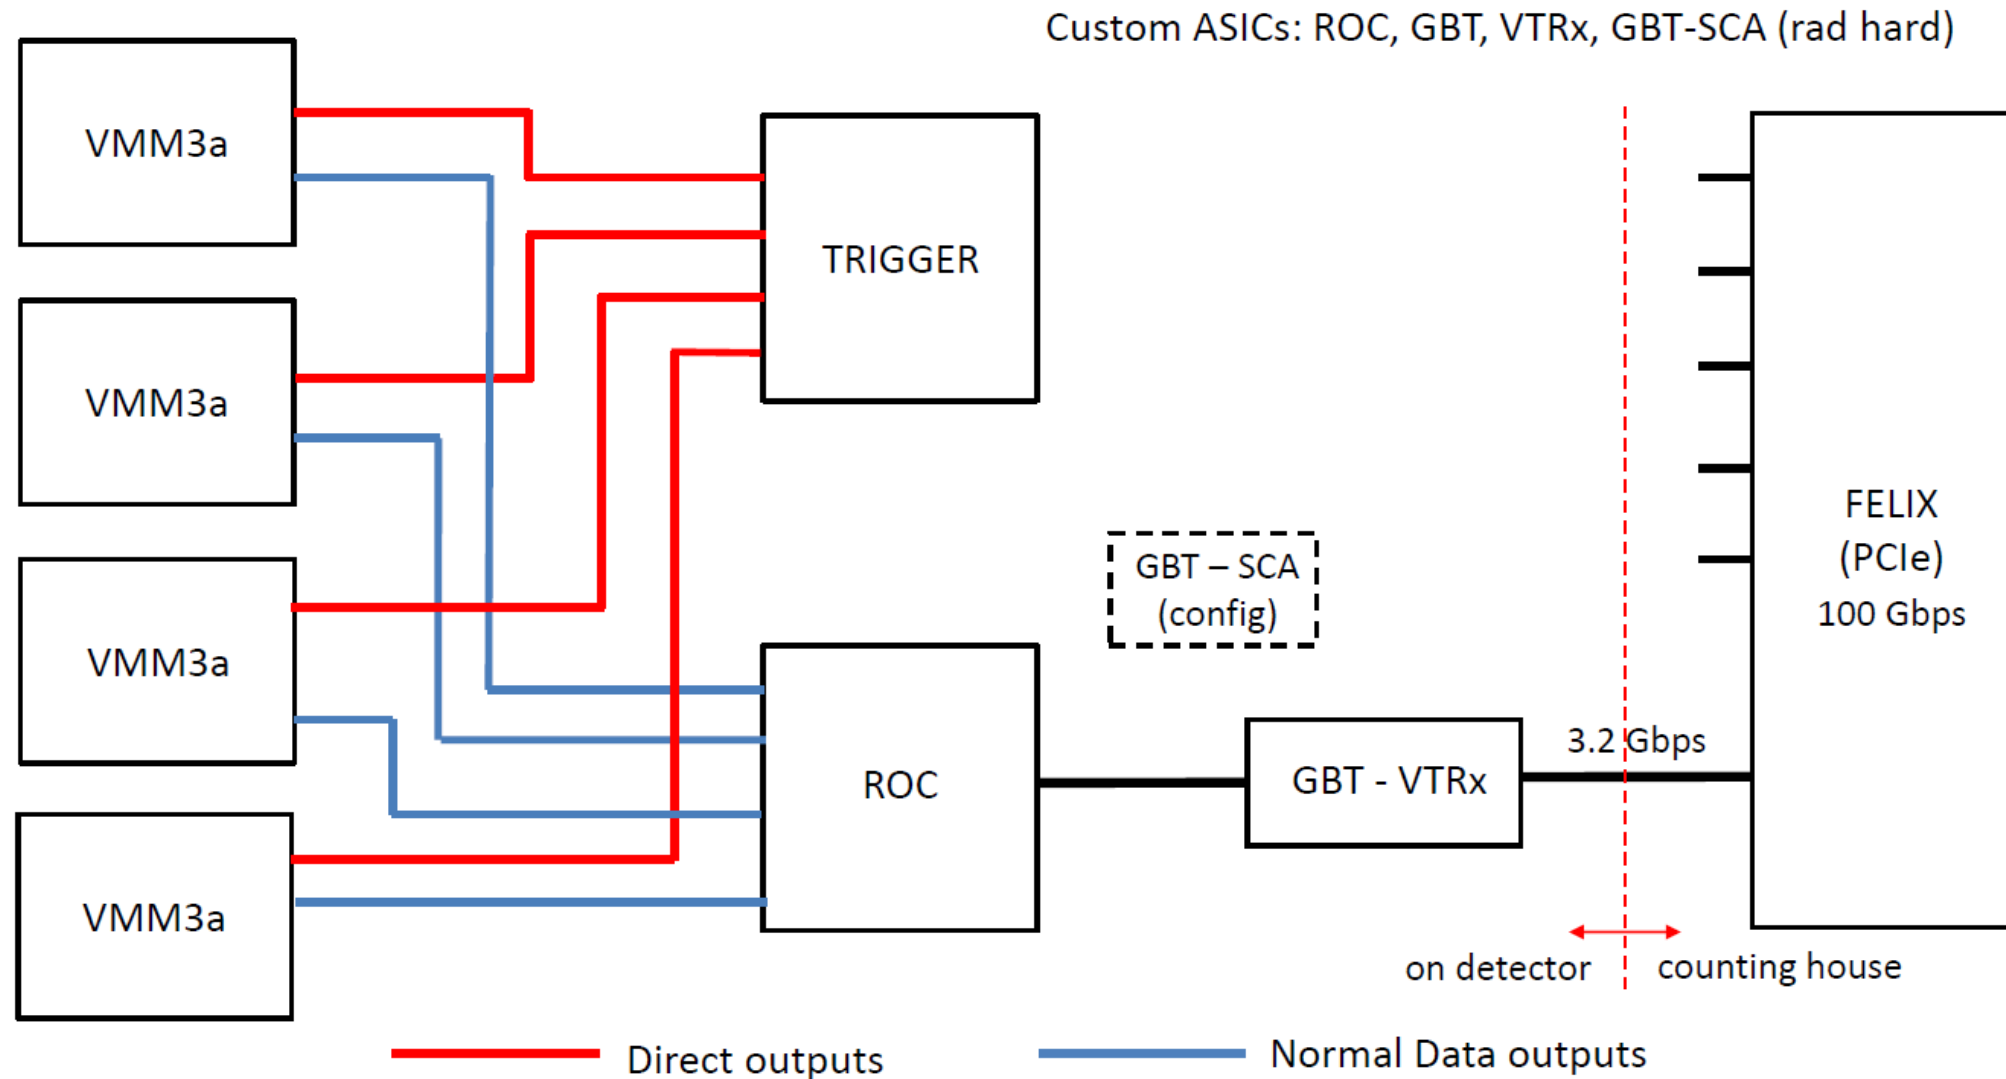 Custom ASICs: ROC, GBT, VTRx, GBT-SCA (rad hard)
VMM3a
TRIGGER
VMM3a
FELIX
(PCIe)
100 Gbps
GBT – SCA
(config)
VMM3a
3.2 Gbps
ROC
GBT - VTRx
VMM3a
on detector
counting house
Direct outputs
Normal Data outputs